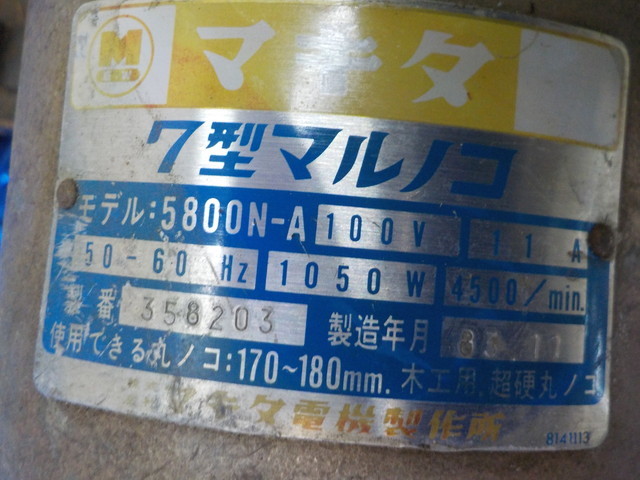 M マキタ
7型マルノコ
モデル:5800N-A 100V 11A
50-60Hz 1050W 4500/min.
製番 358203 製造年月 11
使用できる丸ノコ:170~180mm. 木工用.超硬丸ノコ
マキタ電機製作所
8141113